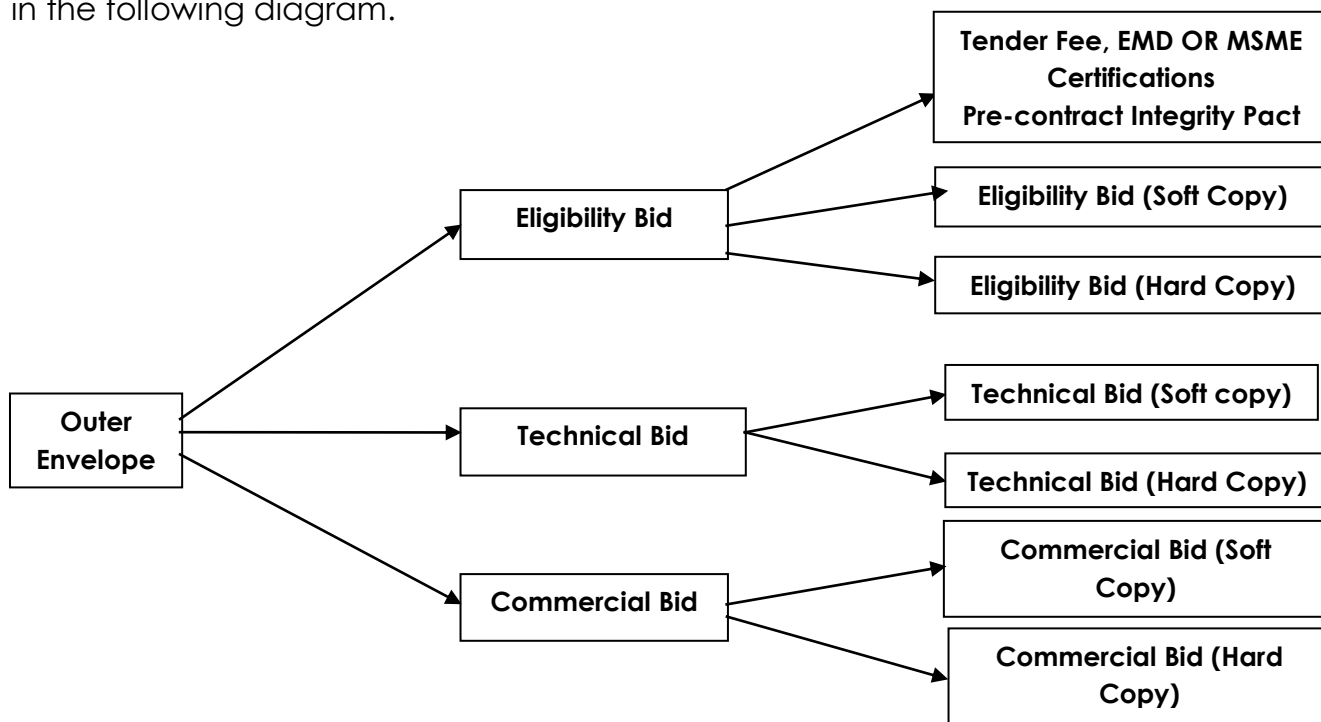 in the following diagram.
Tender Fee, EMD OR MSME
Certifications
Pre-contract Integrity Pact
Eligibility Bid
Eligibility Bid (Soft Copy)
Eligibility Bid (Hard Copy)
Outer
Envelope
Technical Bid
Technical Bid (Soft copy)
Technical Bid (Hard Copy)
Commercial Bid
Commercial Bid (Soft
Copy)
Commercial Bid (Hard
Copy)